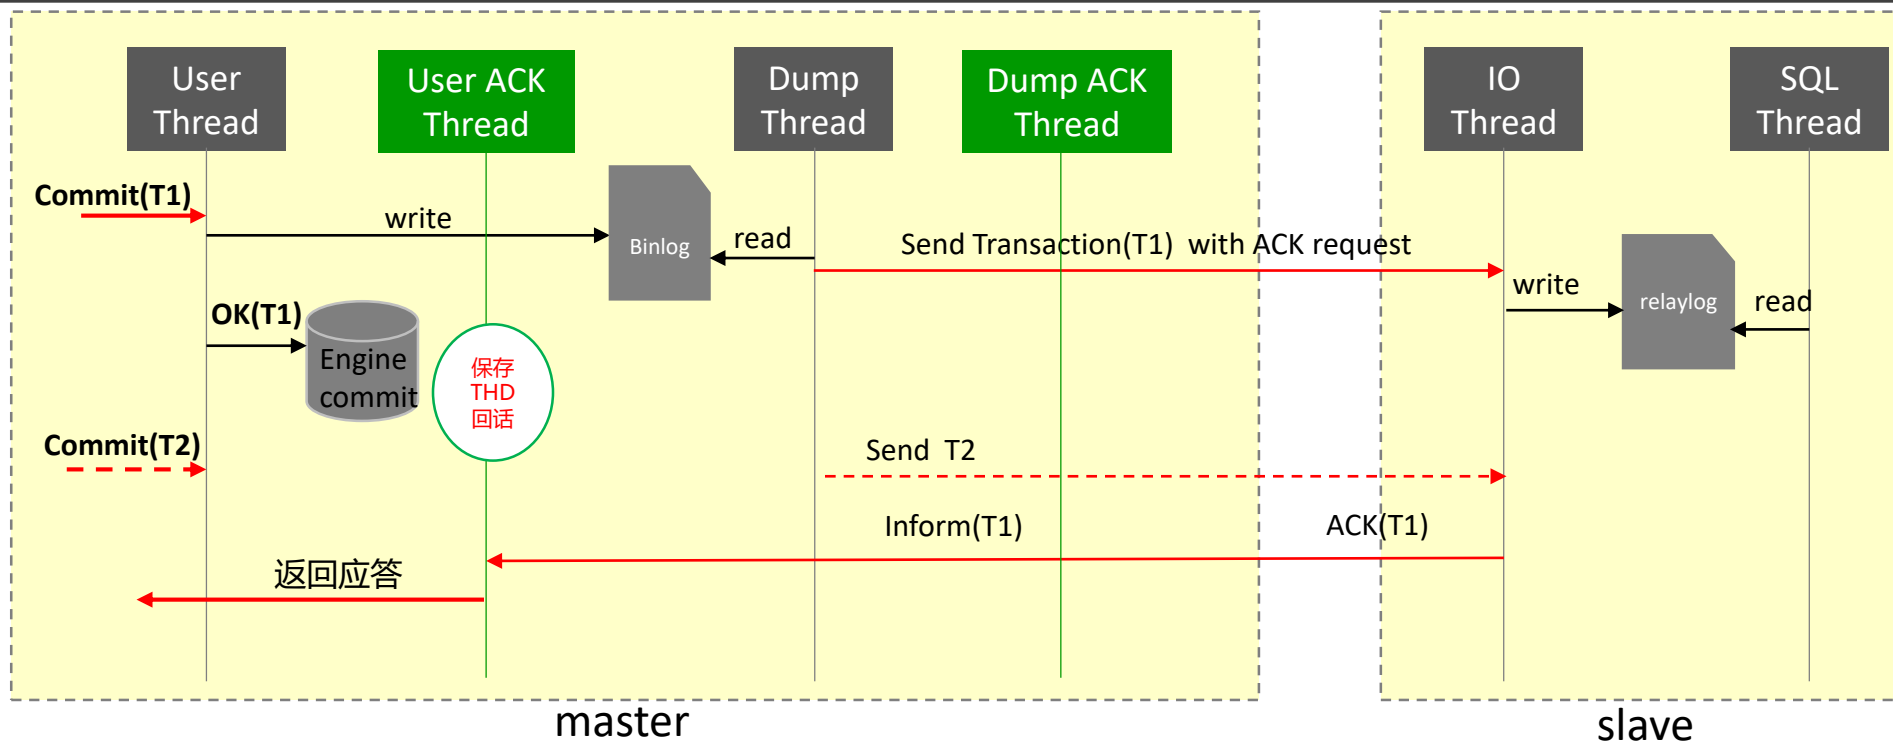 User
Thread
User ACK
Thread
Dump
Thread
Dump ACK
Thread
IO
Thread
SQL
Thread
Commit(T1)
write
Binlog
read
Send Transaction(T1) with ACK request
write
relaylog
read
OK(T1)
Engine
commit
保存
THD
回话
Commit(T2)
Send T2
Inform(T1)
ACK(T1)
返回应答
master
slave